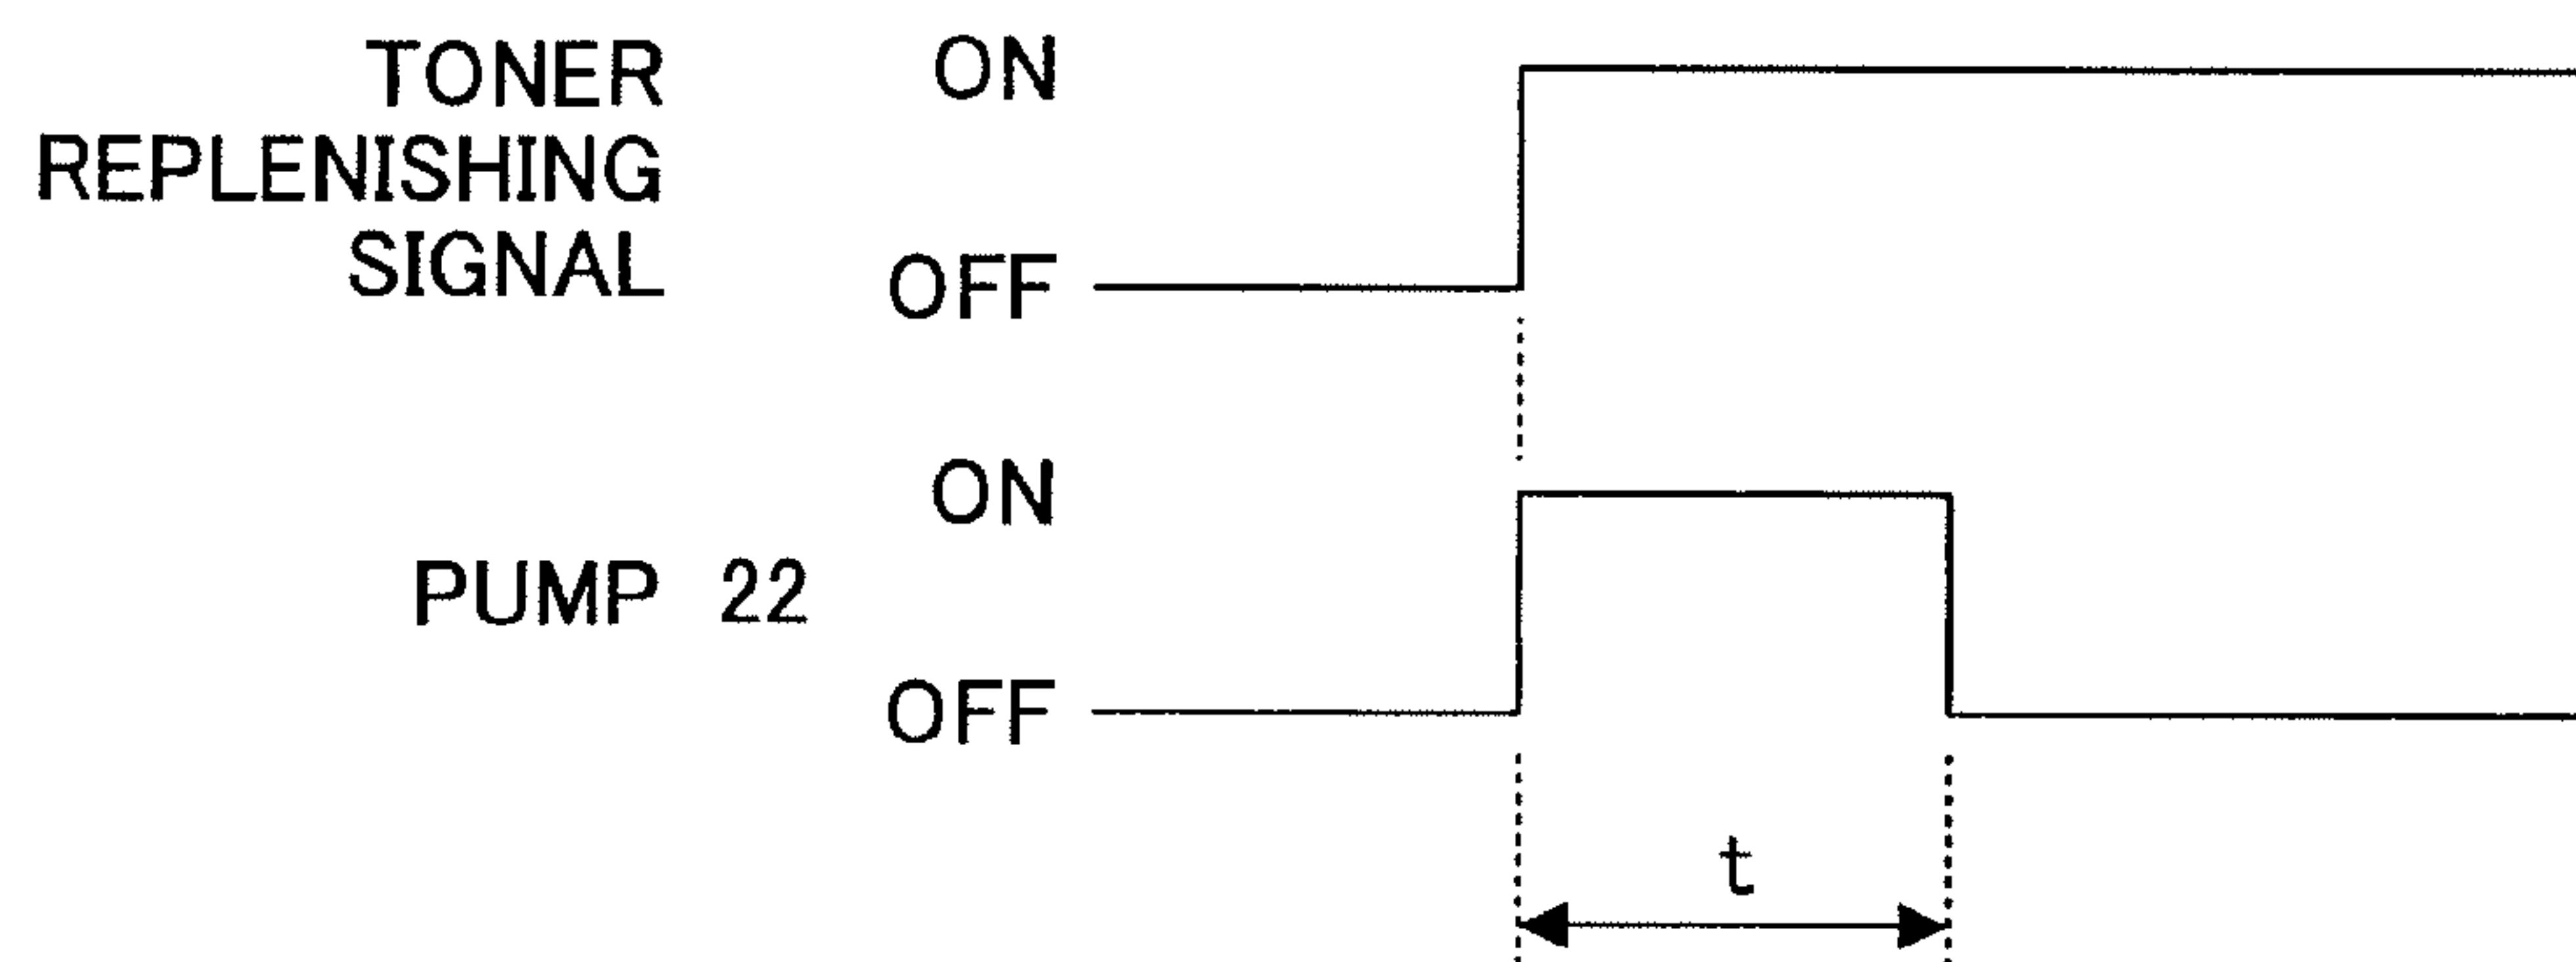 TONER
REPLENISHING
SIGNAL
ON
OFF
PUMP 22
ON
OFF
t